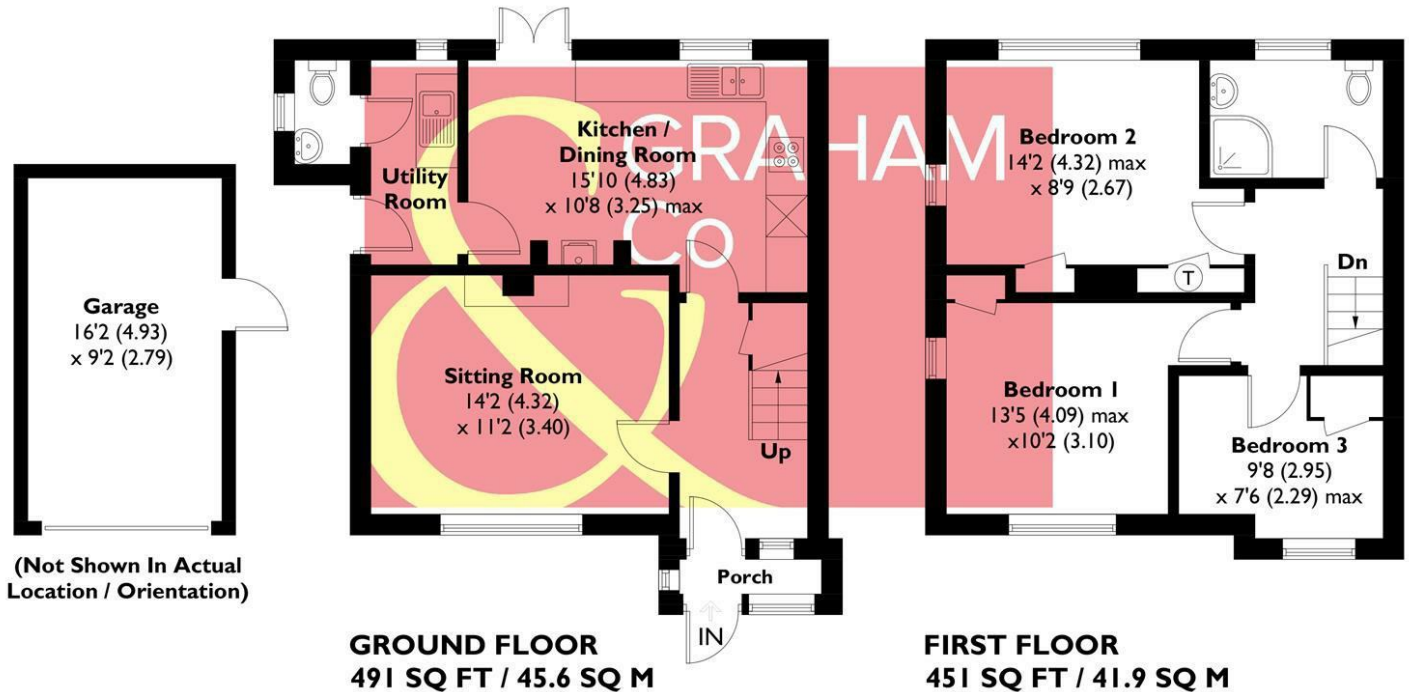 GRAHAM
&
Co
Kitchen /
Dining Room
15'10 (4.83)
x 10'8 (3.25) max
Utility
Room
Garage
16'2 (4.93)
x 9'2 (2.79)
(Not Shown In Actual
Location / Orientation)
Sitting Room
14'2 (4.32)
x 11'2 (3.40)
Up
Porch
IN
GROUND FLOOR
491 SQ FT / 45.6 SQ M
Bedroom 2
14'2 (4.32) max
x 8'9 (2.67)
T
Dn
Bedroom 1
13'5 (4.09) max
x10'2 (3.10)
Bedroom 3
9'8 (2.95)
x 7'6 (2.29) max
FIRST FLOOR
451 SQ FT / 41.9 SQ M